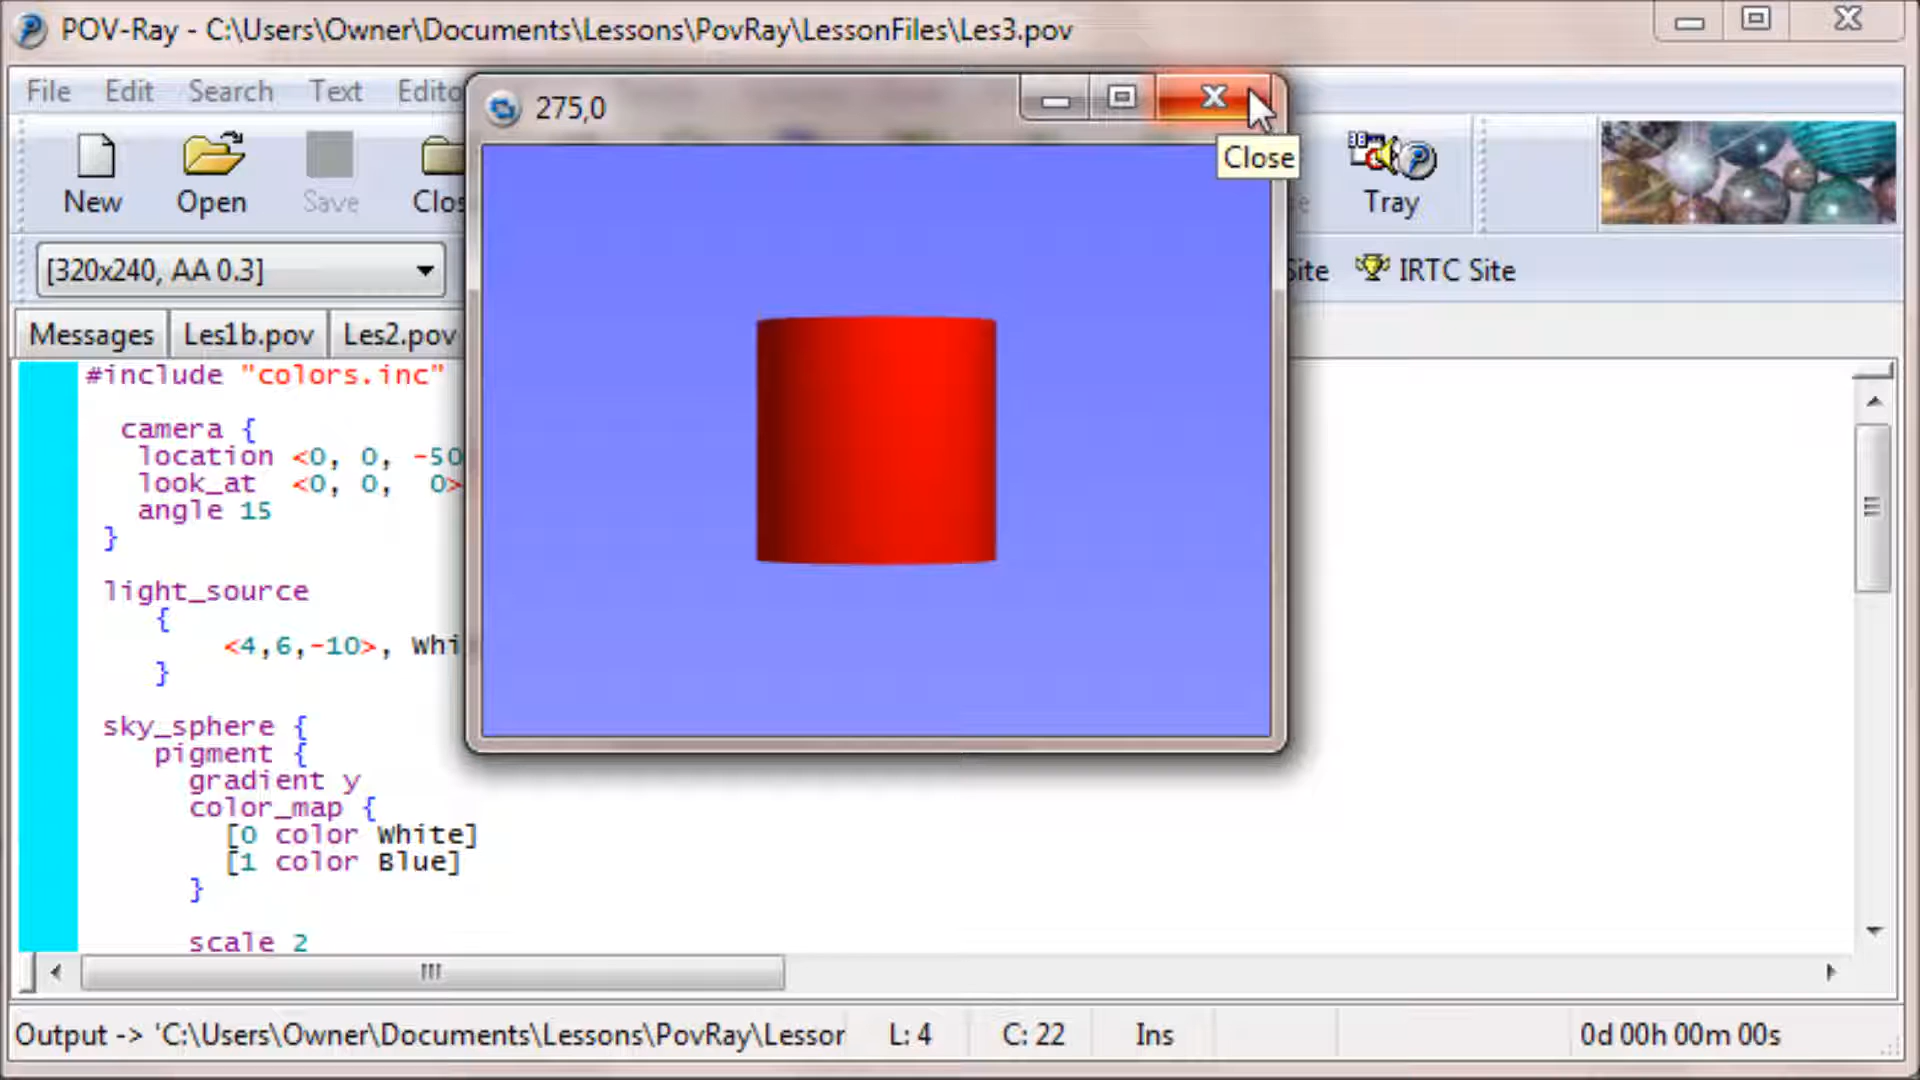 POV-Ray - C:\Users\Owner\Documents\Lessons\PovRay\LessonFiles\Les3.pov
File Edit Search Text Edito
275,0
Close
New Open Save Clos Tray
[320x240, AA 0.3]
Site IRTC Site
Messages Les1b.pov Les2.pov
#include "colors.inc"
camera {
location <0, 0, -50
look_at <0, 0, 0>
angle 15
}
light_source
{
<4,6,-10>, Whi
}
sky_sphere {
pigment {
gradient y
color_map {
[0 color White]
[1 color Blue]
}
scale 2
Output -> 'C:\Users\Owner\Documents\Lessons\PovRay\Lessor L: 4 C: 22 Ins 0d 00h 00m 00s